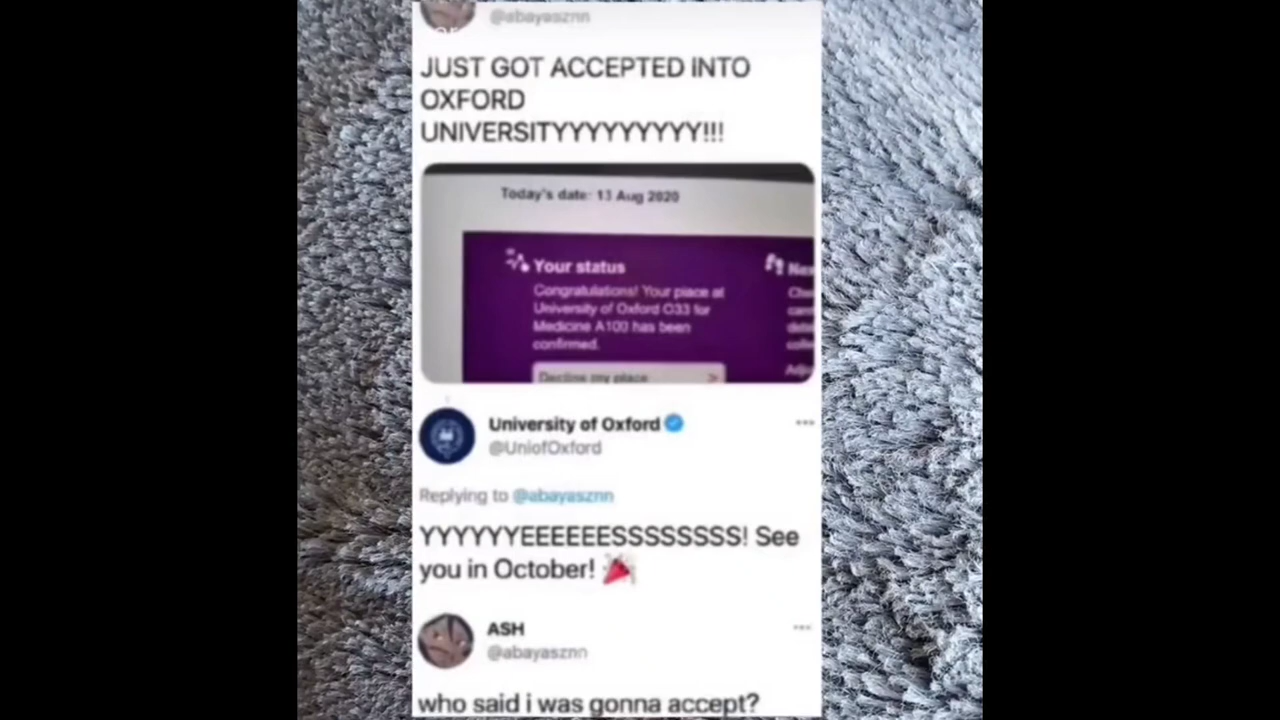 @abayasznn
JUST GOT ACCEPTED INTO
OXFORD
UNIVERSITYYYYYYYYY!!!
Today's date: 13 Aug 2020
Your status
Congratulations! Your place at
University of Oxford O33 for
Medicine A100 has been
confirmed.
Decline my place
University of Oxford
@UniofOxford
Replying to @abayasznn
YYYYYYEEEEEESSSSSSSS! See
you in October!
ASH
@abayasznn
who said i was gonna accept?